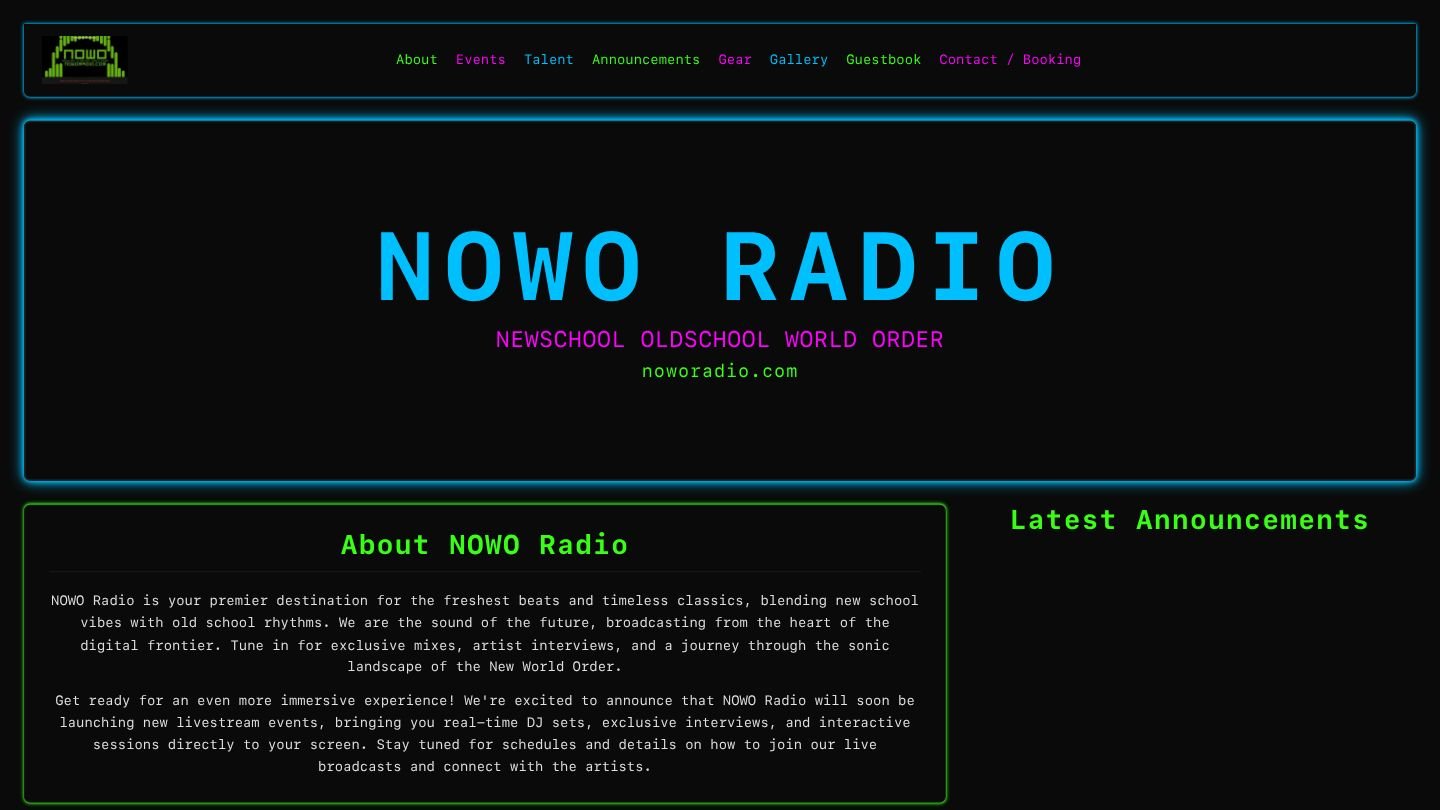 NOWO
NOWORADIO.COM
About Events Talent Announcements Gear Gallery Guestbook Contact / Booking
NOWO RADIO
NEWSCHOOL OLDSCHOOL WORLD ORDER
noworadio.com
About NOWO Radio
NOWO Radio is your premier destination for the freshest beats and timeless classics, blending new school
vibes with old school rhythms. We are the sound of the future, broadcasting from the heart of the
digital frontier. Tune in for exclusive mixes, artist interviews, and a journey through the sonic
landscape of the New World Order.
Get ready for an even more immersive experience! We're excited to announce that NOWO Radio will soon be
launching new livestream events, bringing you real-time DJ sets, exclusive interviews, and interactive
sessions directly to your screen. Stay tuned for schedules and details on how to join our live
broadcasts and connect with the artists.
Latest Announcements